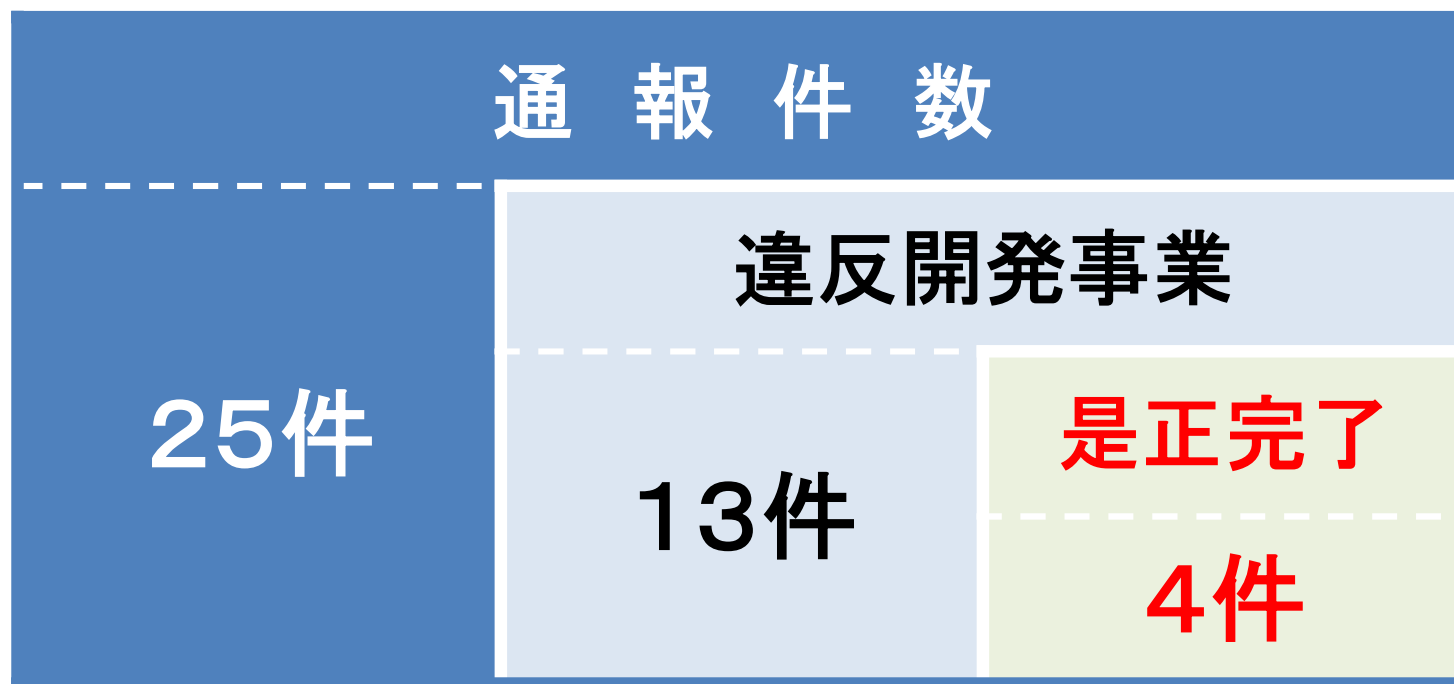 通報件数
違反開発事業
25件
是正完了
13件
4件